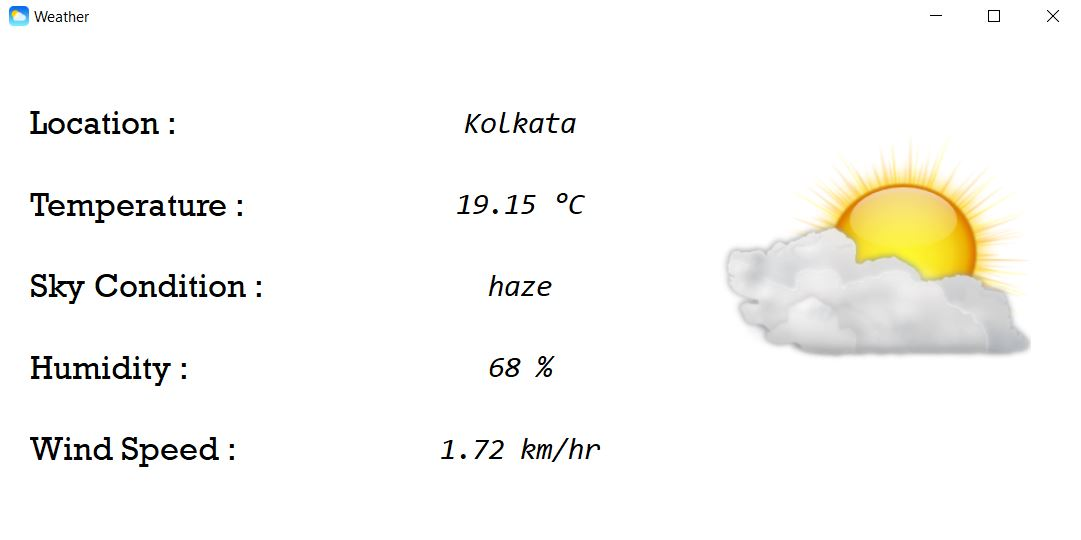 Weather
Location : Kolkata
Temperature : 19.15 °C
Sky Condition : haze
Humidity : 68 %
Wind Speed : 1.72 km/hr